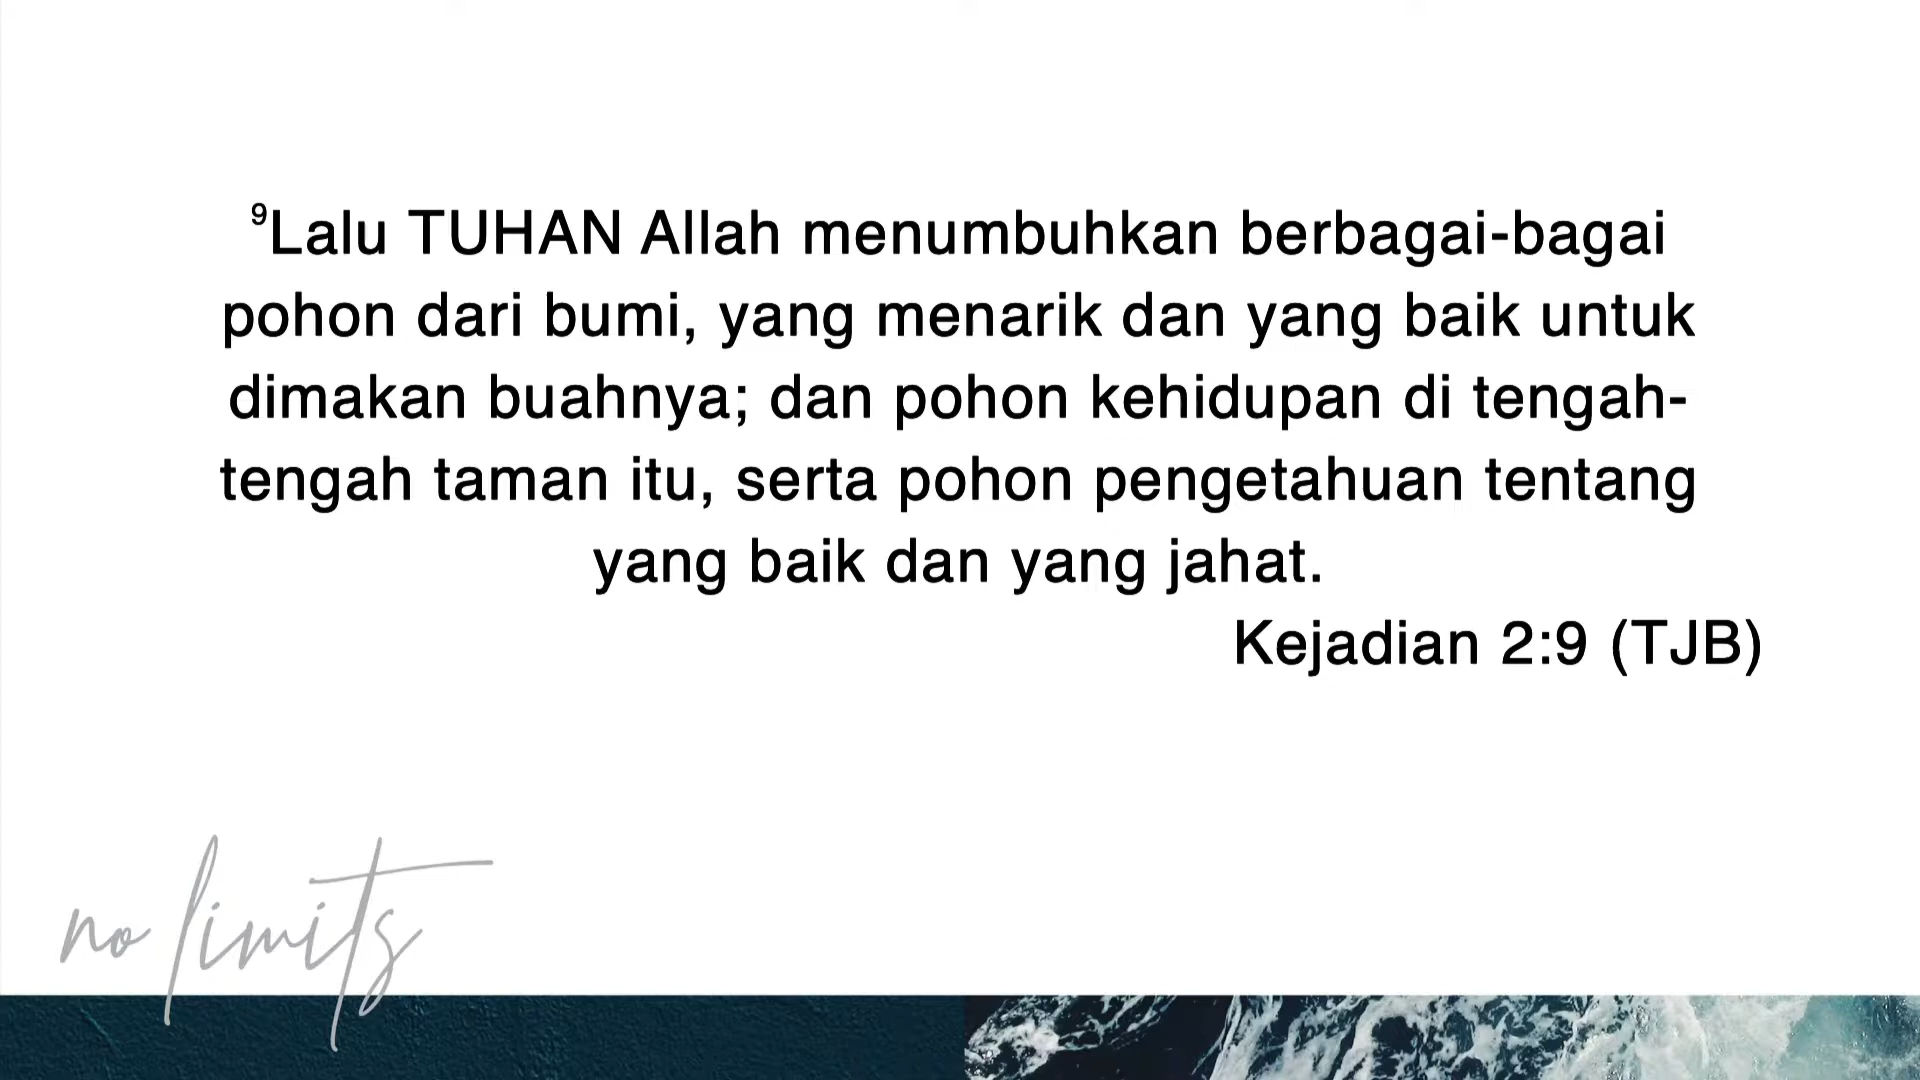 ⁹Lalu TUHAN Allah menumbuhkan berbagai-bagai
pohon dari bumi, yang menarik dan yang baik untuk
dimakan buahnya; dan pohon kehidupan di tengah-
tengah taman itu, serta pohon pengetahuan tentang
yang baik dan yang jahat.
Kejadian 2:9 (TJB)
no limits